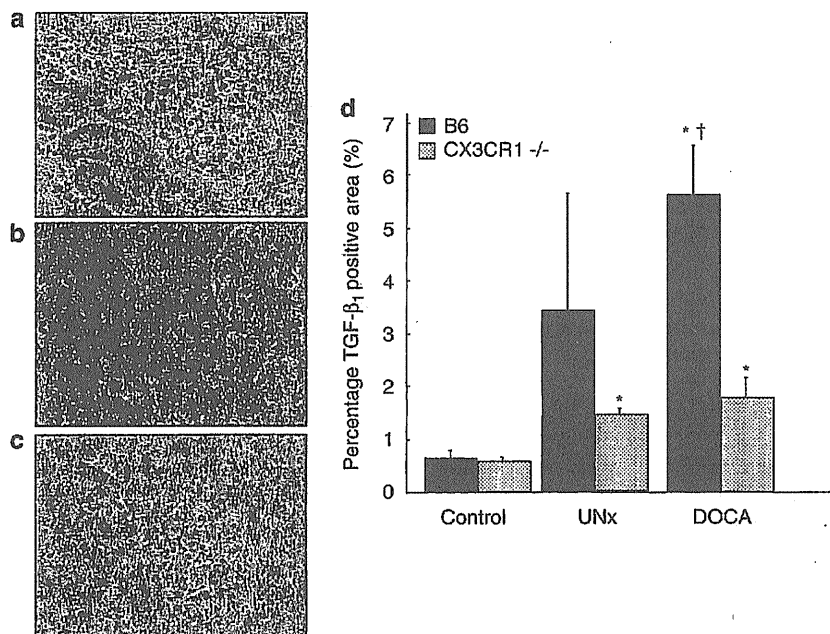 a
b
c
d
B6
CX3CR1 -/-
Percentage TGF-β1 positive area (%)
7
6
5
4
3
2
1
0
* †
*
*
Control UNx DOCA